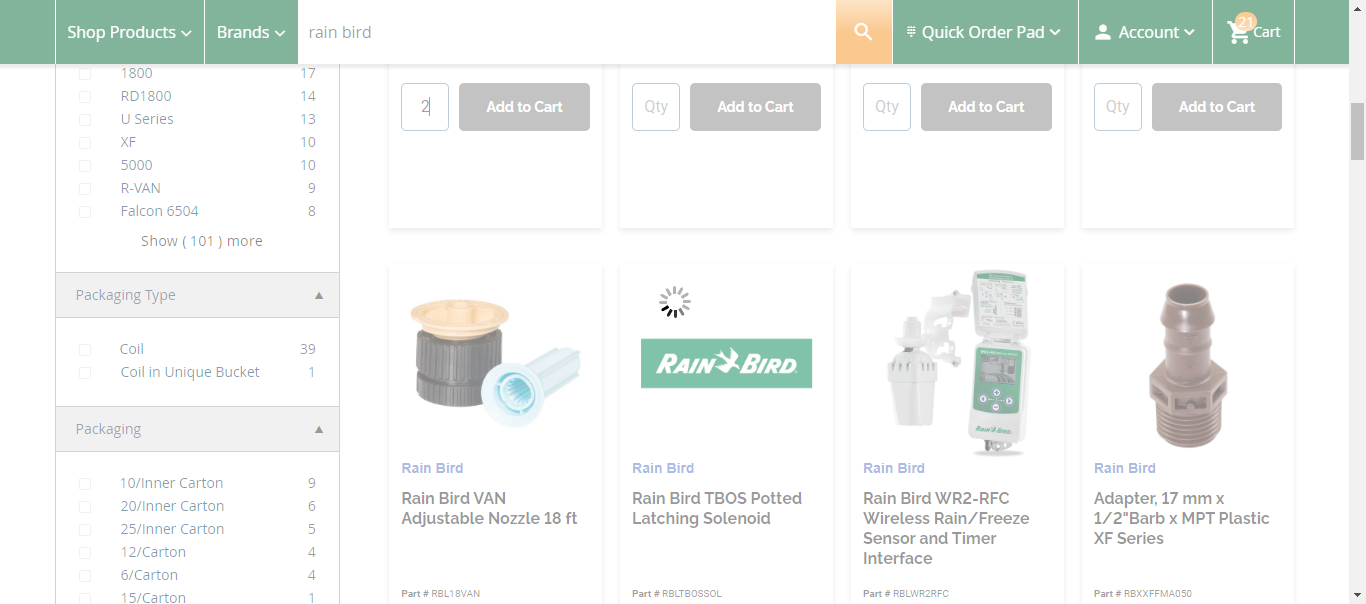 Shop Products
Brands
rain bird
Quick Order Pad
Account
21
Cart
1800 17
RD1800 14
U Series 13
XF 10
5000 10
R-VAN 9
Falcon 6504 8
Show ( 101 ) more
Packaging Type
Coil 39
Coil in Unique Bucket 1
Packaging
10/Inner Carton 9
20/Inner Carton 6
25/Inner Carton 5
12/Carton 4
6/Carton 4
15/Carton 1
2
Add to Cart
Qty
Add to Cart
Qty
Add to Cart
Qty
Add to Cart
Rain Bird
Rain Bird VAN
Adjustable Nozzle 18 ft
Part # RBL18VAN
RAIN BIRD
Rain Bird
Rain Bird TBOS Potted
Latching Solenoid
Part # RBLTBOSSOL
RAIN BIRD
Rain Bird
Rain Bird WR2-RFC
Wireless Rain/Freeze
Sensor and Timer
Interface
Part # RBLWR2RFC
Rain Bird
Adapter, 17 mm x
1/2"Barb x MPT Plastic
XF Series
Part # RBXXFFMA050